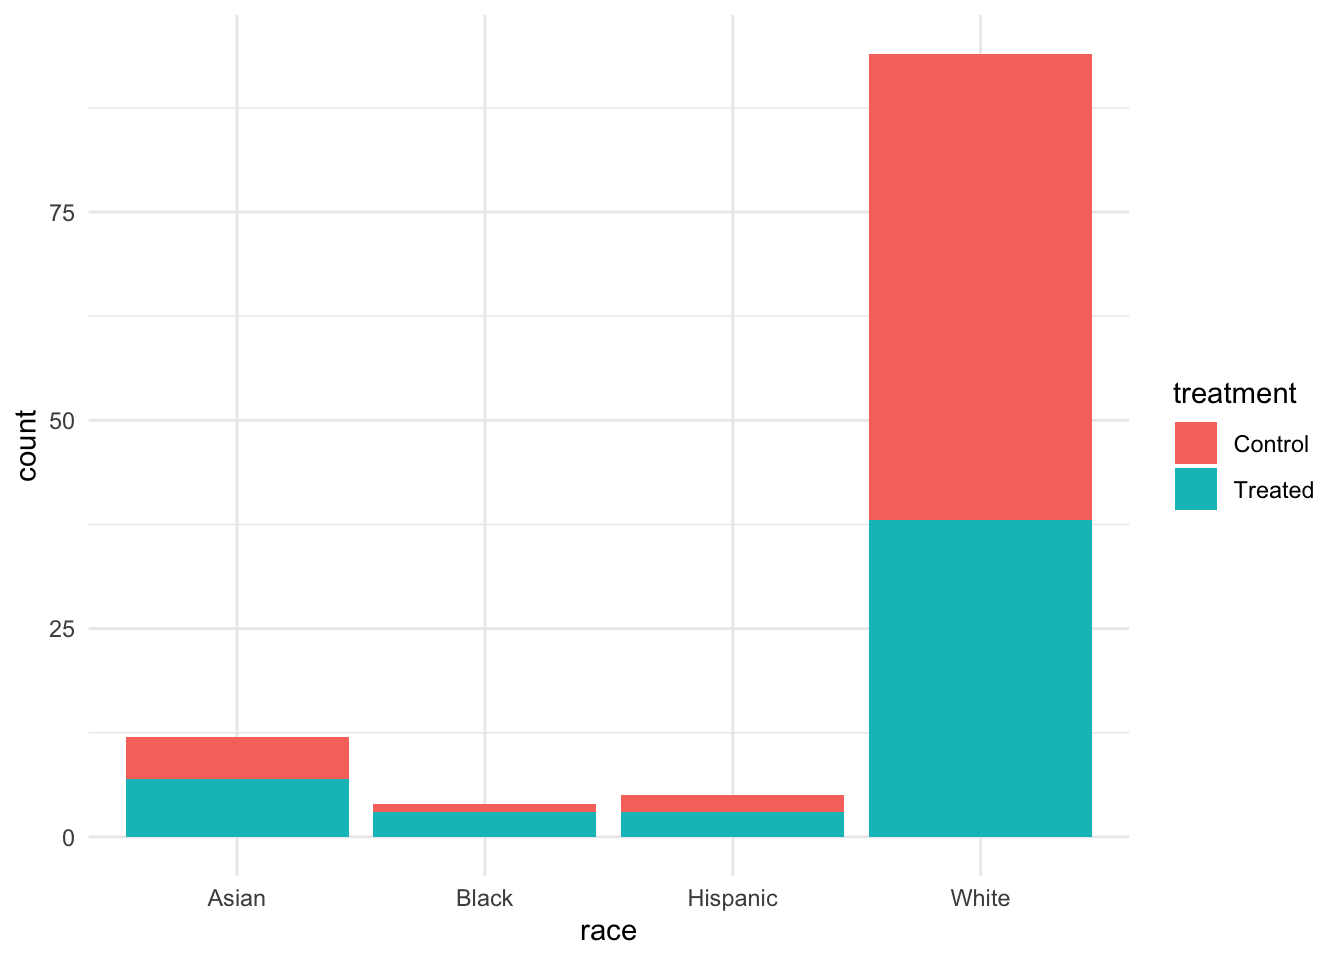 count
75
50
25
0
Asian
Black
Hispanic
White
race
treatment
Control
Treated